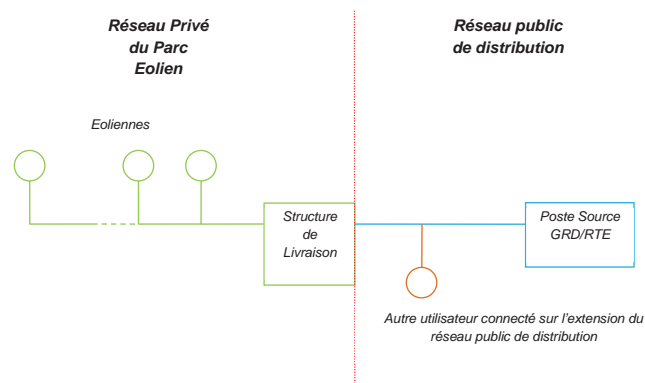 Réseau Privé
du Parc
Eolien
Réseau public
de distribution
Eoliennes
Structure
de
Livraison
Poste Source
GRD/RTE
Autre utilisateur connecté sur l'extension du
réseau public de distribution